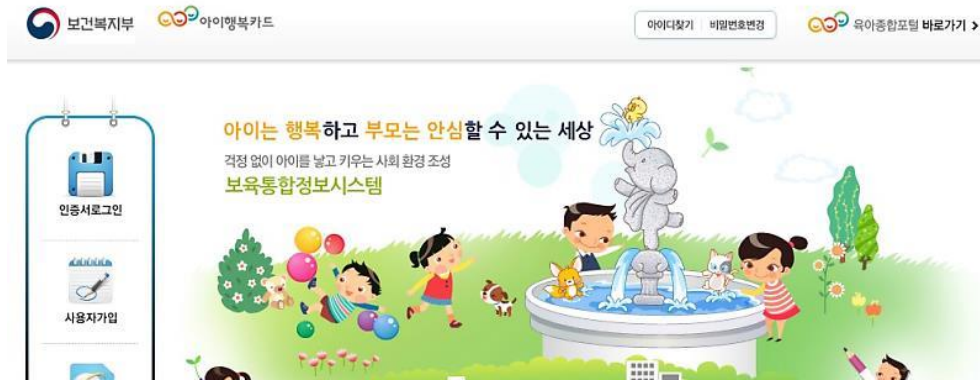 보건복지부
아이행복카드
아이디찾기 비밀번호변경
육아종합포털 바로가기 >
아이는 행복하고 부모는 안심할 수 있는 세상
걱정 없이 아이를 낳고 키우는 사회 환경 조성
보육통합정보시스템
인증서로그인
사용자가입